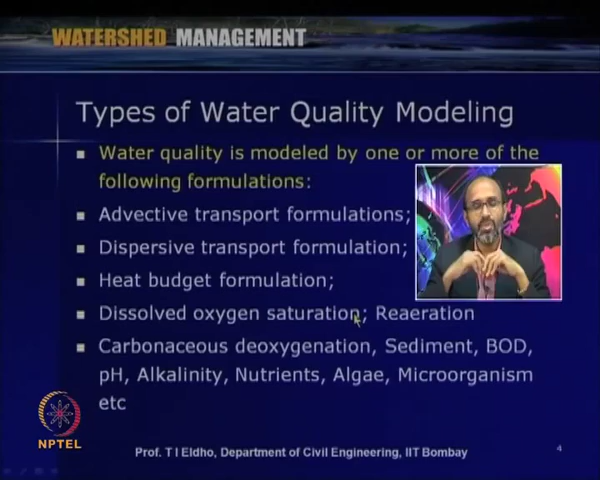 WATERSHED MANAGEMENT
Types of Water Quality Modeling
Water quality is modeled by one or more of the
following formulations:
Advective transport formulations;
Dispersive transport formulation;
Heat budget formulation;
Dissolved oxygen saturation; Reaeration
Carbonaceous deoxygenation, Sediment, BOD,
pH, Alkalinity, Nutrients, Algae, Microorganism
etc
NPTEL
Prof. T I Eldho, Department of Civil Engineering, IIT Bombay
4